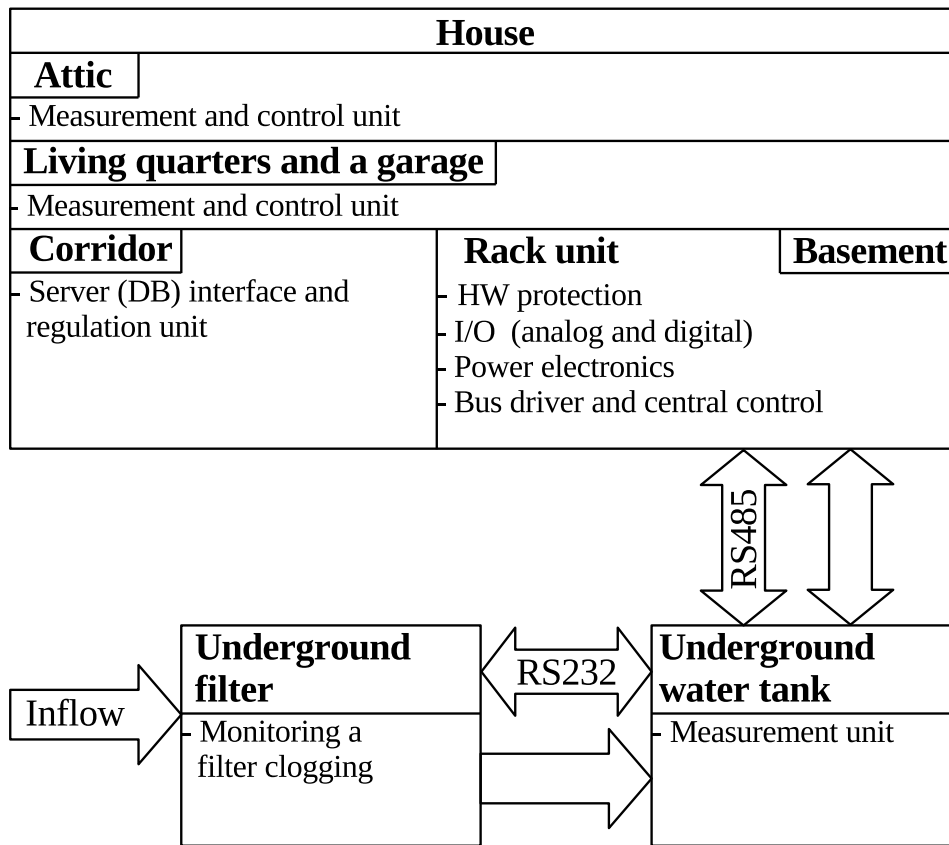 House
Attic
- Measurement and control unit
Living quarters and a garage
- Measurement and control unit
Corridor
- Server (DB) interface and
regulation unit
Rack unit
Basement
- HW protection
- I/O (analog and digital)
- Power electronics
- Bus driver and central control
RS485
Inflow
Underground
filter
- Monitoring a
filter clogging
RS232
Underground
water tank
- Measurement unit